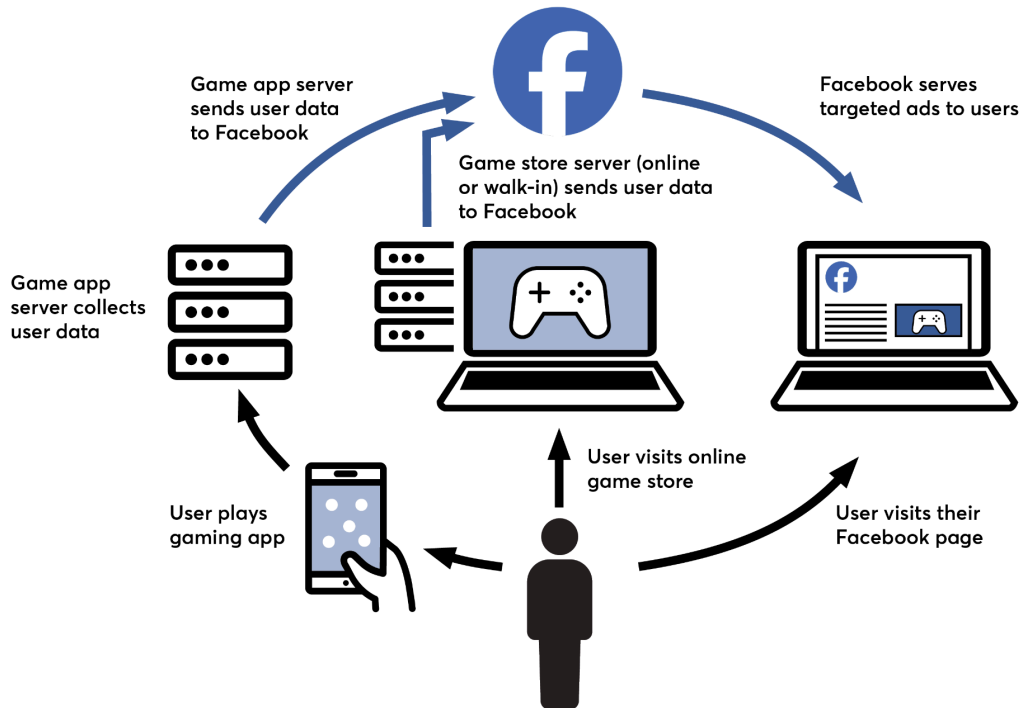 Game app server
sends user data
to Facebook
Facebook serves
targeted ads to users
Game store server (online
or walk-in) sends user data
to Facebook
Game app
server collects
user data
User visits online
game store
User plays
gaming app
User visits their
Facebook page